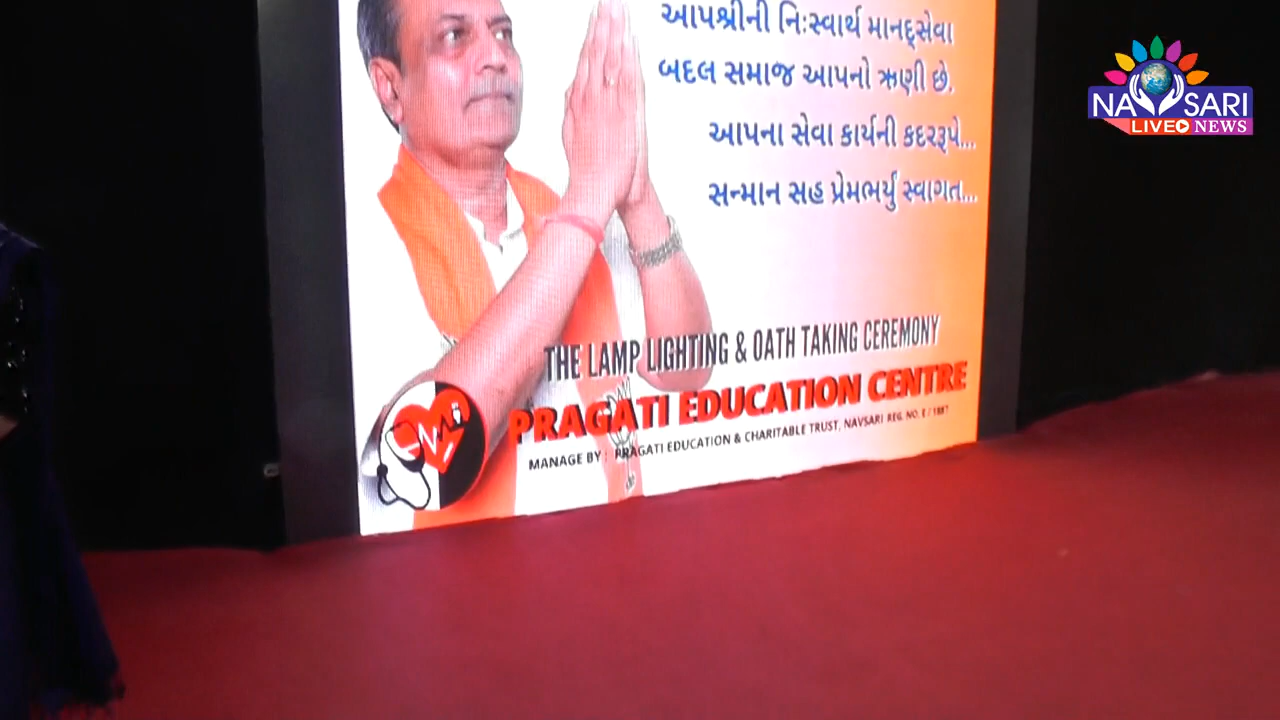 આપશ્રીની નિઃસ્વાર્થ માનદ્સેવા
બદલ સમાજ આપનો ઋણી છે.
આપના સેવા કાર્યની કદરરૂપે...
સન્માન સહ પ્રેમભર્યું સ્વાગત...
THE LAMP LIGHTING & OATH TAKING CEREMONY
PRAGATI EDUCATION CENTRE
MANAGE BY : PRAGATI EDUCATION & CHARITABLE TRUST, NAVSARI REG. NO. E / 1887
NAVSARI
LIVE NEWS